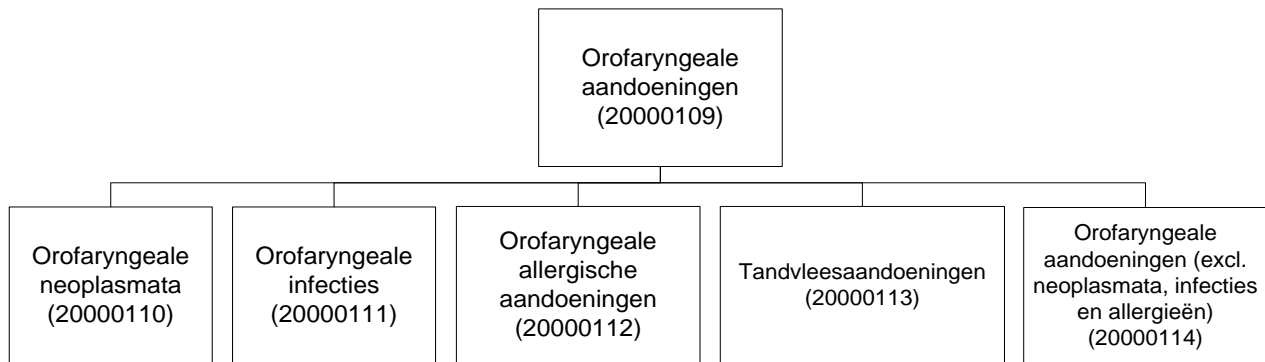 Orofaryngeale
aandoeningen
(20000109)
Orofaryngeale
neoplasmata
(20000110)
Orofaryngeale
infecties
(20000111)
Orofaryngeale
allergische
aandoeningen
(20000112)
Tandvleesaandoeningen
(20000113)
Orofaryngeale
aandoeningen (excl.
neoplasmata, infecties
en allergieën)
(20000114)